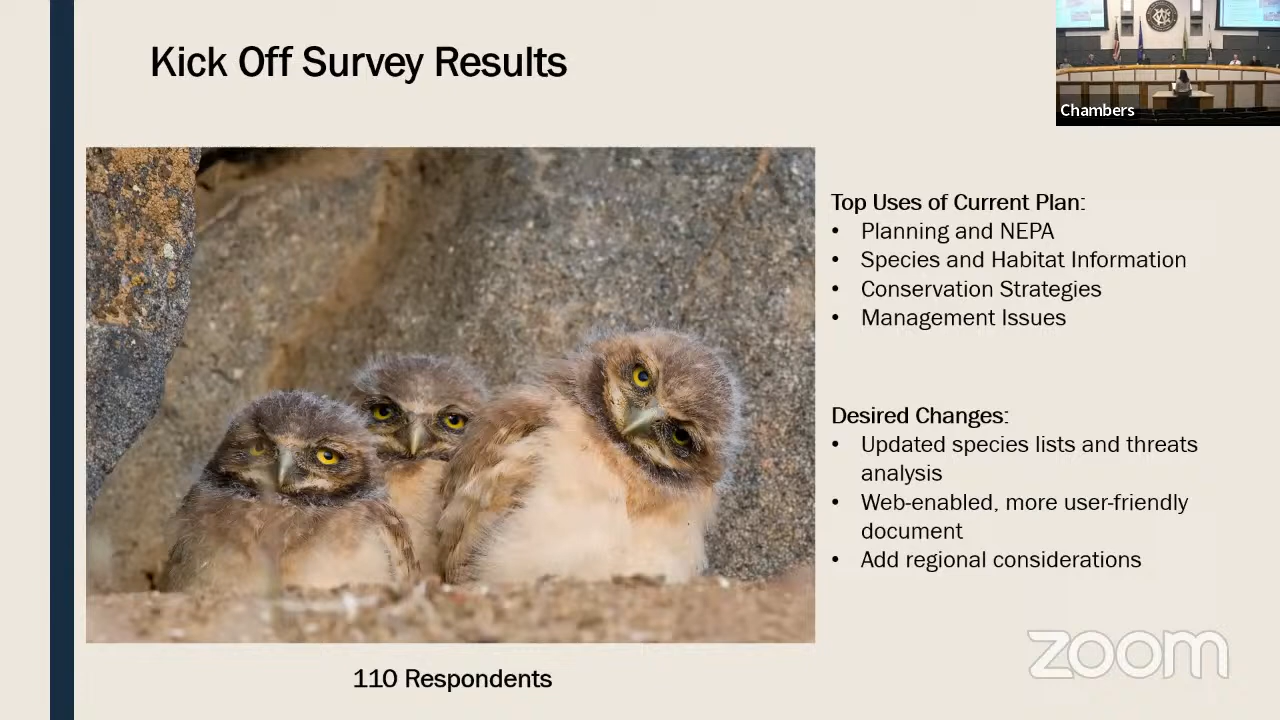 Kick Off Survey Results
Chambers
Top Uses of Current Plan:
• Planning and NEPA
• Species and Habitat Information
• Conservation Strategies
• Management Issues
Desired Changes:
• Updated species lists and threats
analysis
• Web-enabled, more user-friendly
document
• Add regional considerations
110 Respondents
zoom